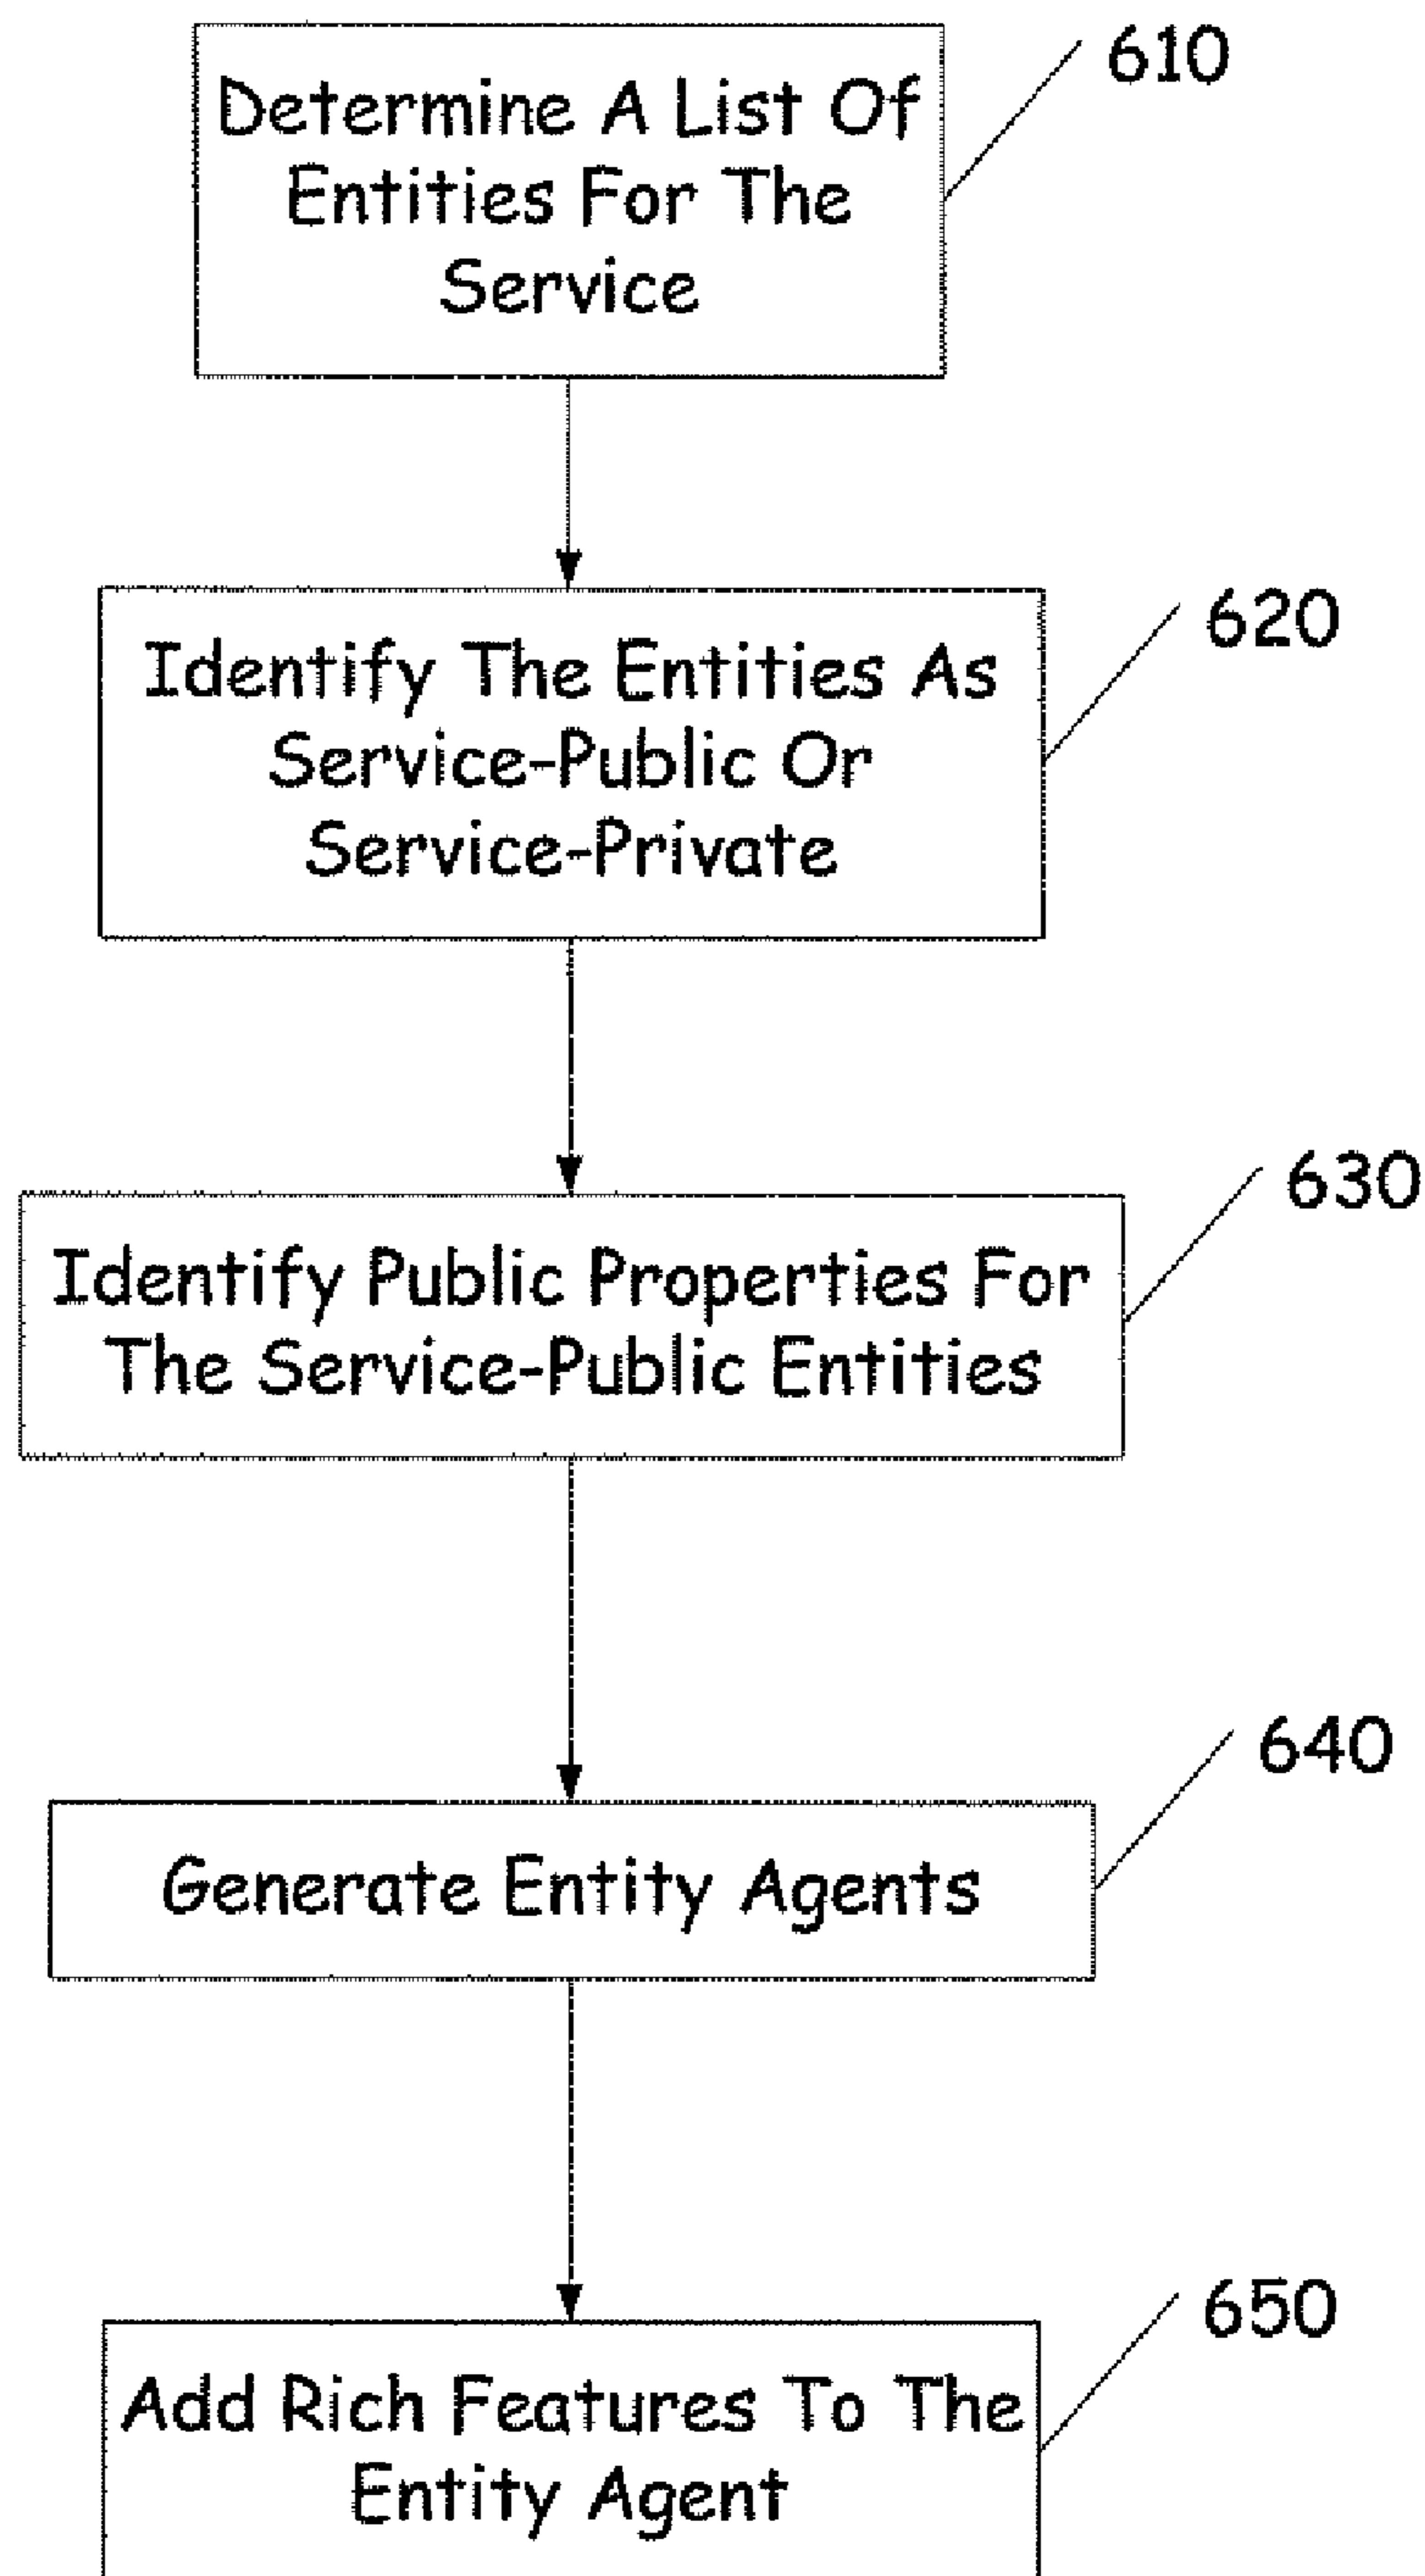 610
Determine A List Of
Entities For The
Service
620
Identify The Entities As
Service-Public Or
Service-Private
630
Identify Public Properties For
The Service-Public Entities
640
Generate Entity Agents
650
Add Rich Features To The
Entity Agent